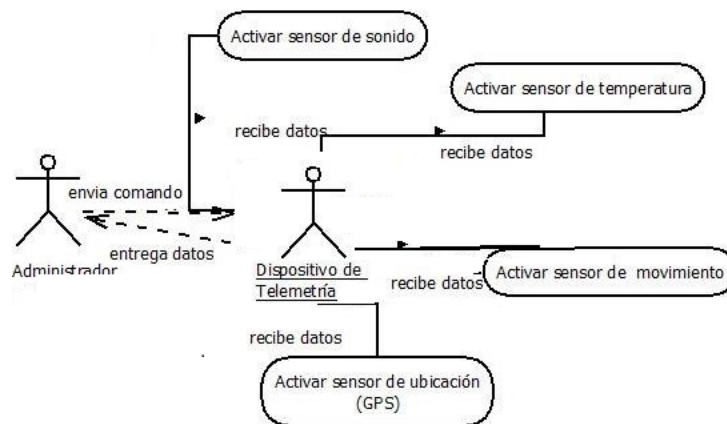 Activar sensor de sonido
Activar sensor de temperatura
recibe datos
recibe datos
envia comando
entrega datos
Administrador
Dispositivo de
Telemetría
recibe datos
Activar sensor de movimiento
recibe datos
Activar sensor de ubicación
(GPS)